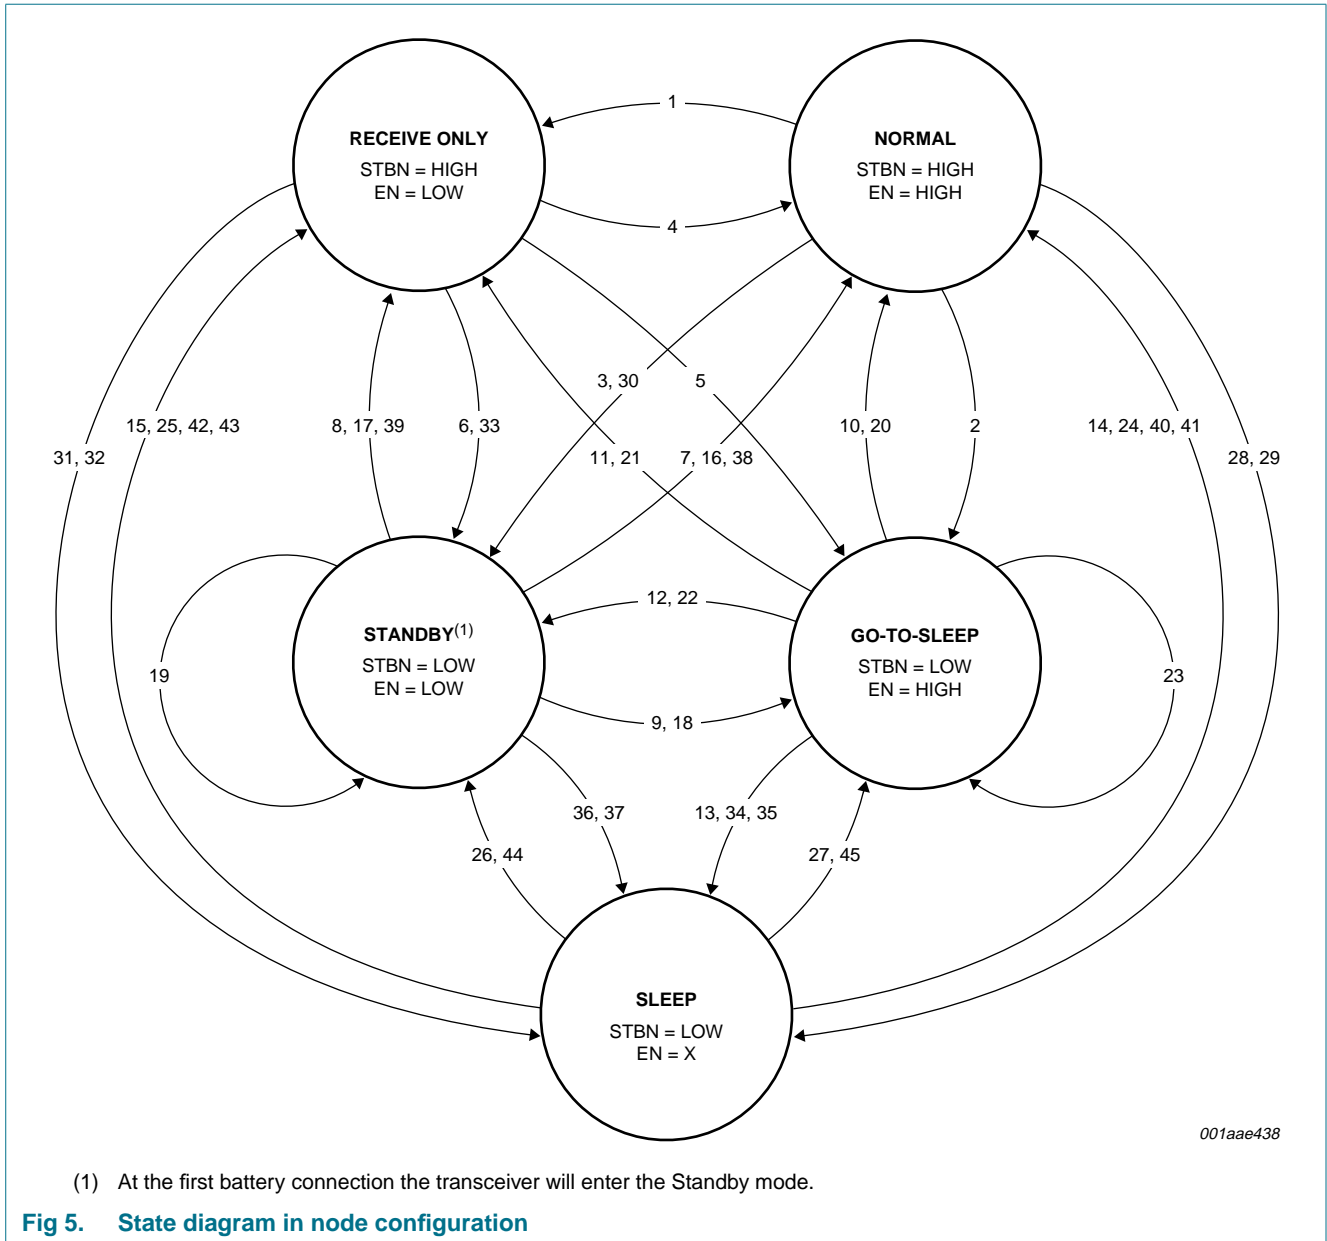 1
RECEIVE ONLY
STBN = HIGH
EN = LOW
NORMAL
STBN = HIGH
EN = HIGH
4
3, 30
5
15, 25, 42, 43
8, 17, 39
6, 33
10, 20
2
14, 24, 40, 41
31, 32
11, 21
7, 16, 38
28, 29
12, 22
STANDBY(1)
STBN = LOW
EN = LOW
GO-TO-SLEEP
STBN = LOW
EN = HIGH
19
23
9, 18
36, 37
13, 34, 35
26, 44
27, 45
SLEEP
STBN = LOW
EN = X
001aae438
(1) At the first battery connection the transceiver will enter the Standby mode.
Fig 5. State diagram in node configuration